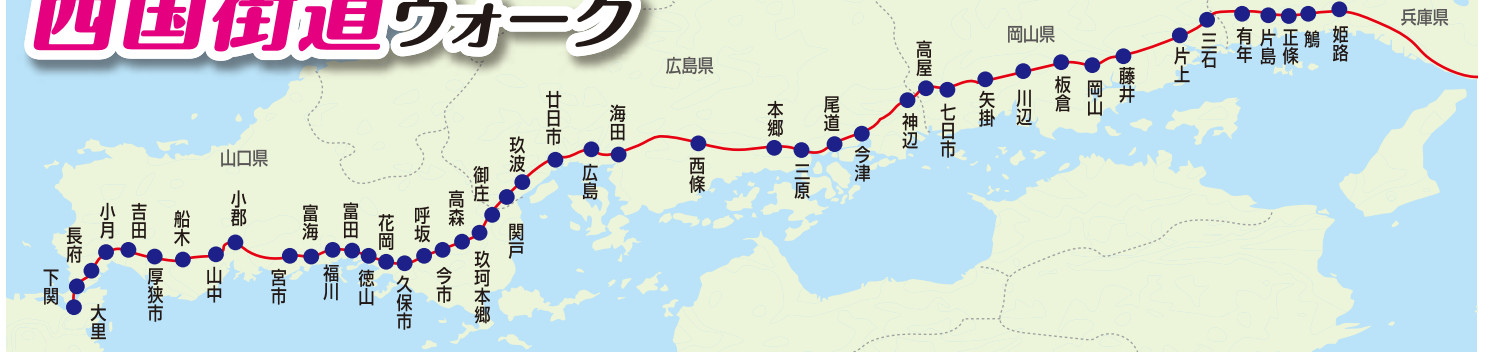 四国街道ウォーク
兵庫県
岡山県
広島県
山口県
姫路
鵤
正條
片島
有年
三石
片上
藤井
岡山
板倉
川辺
矢掛
七日市
高屋
神辺
今津
尾道
三原
本郷
西條
海田
広島
廿日市
玖波
関戸
御庄
玖珂本郷
高森
今市
呼坂
久保市
花岡
徳山
富田
福川
富海
宮市
小郡
山中
船木
厚狭市
吉田
小月
長府
下関
大里